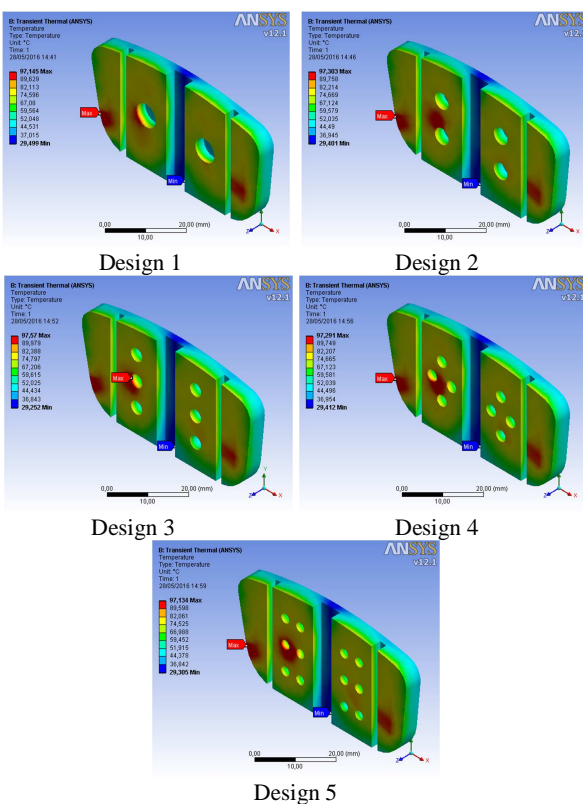 B: Transient Thermal (ANSYS)
Temperature
Type: Temperature
Unit: °C
Time: 1
28/05/2016 14:41
97,145 Max
89,629
82,113
74,596
67,08
59,564
52,048
44,531
37,015
29,499 Min
ANSYS
v12.1
Max
Min
0,00
20,00 (mm)
10,00
Z
X
Design 1
B: Transient Thermal (ANSYS)
Temperature
Type: Temperature
Unit: °C
Time: 1
28/05/2016 14:46
97,303 Max
89,758
82,214
74,669
67,124
59,579
52,035
44,49
36,945
29,401 Min
ANSYS
v12.1
Max
Min
0,00
20,00 (mm)
10,00
Z
X
Design 2
B: Transient Thermal (ANSYS)
Temperature
Type: Temperature
Unit: °C
Time: 1
28/05/2016 14:52
97,57 Max
89,979
82,388
74,797
67,206
59,615
52,025
44,434
36,843
29,252 Min
ANSYS
v12.1
Max
Min
0,00
20,00 (mm)
10,00
Y
Z
X
Design 3
B: Transient Thermal (ANSYS)
Temperature
Type: Temperature
Unit: °C
Time: 1
28/05/2016 14:56
97,291 Max
89,749
82,207
74,665
67,123
59,581
52,039
44,496
36,954
29,412 Min
ANSYS
v12.1
Max
Min
0,00
20,00 (mm)
10,00
Z
X
Design 4
B: Transient Thermal (ANSYS)
Temperature
Type: Temperature
Unit: °C
Time: 1
28/05/2016 14:59
97,134 Max
89,598
82,061
74,525
66,988
59,452
51,915
44,378
36,842
29,305 Min
ANSYS
v12.1
Max
Min
0,00
20,00 (mm)
10,00
Z
X
Design 5